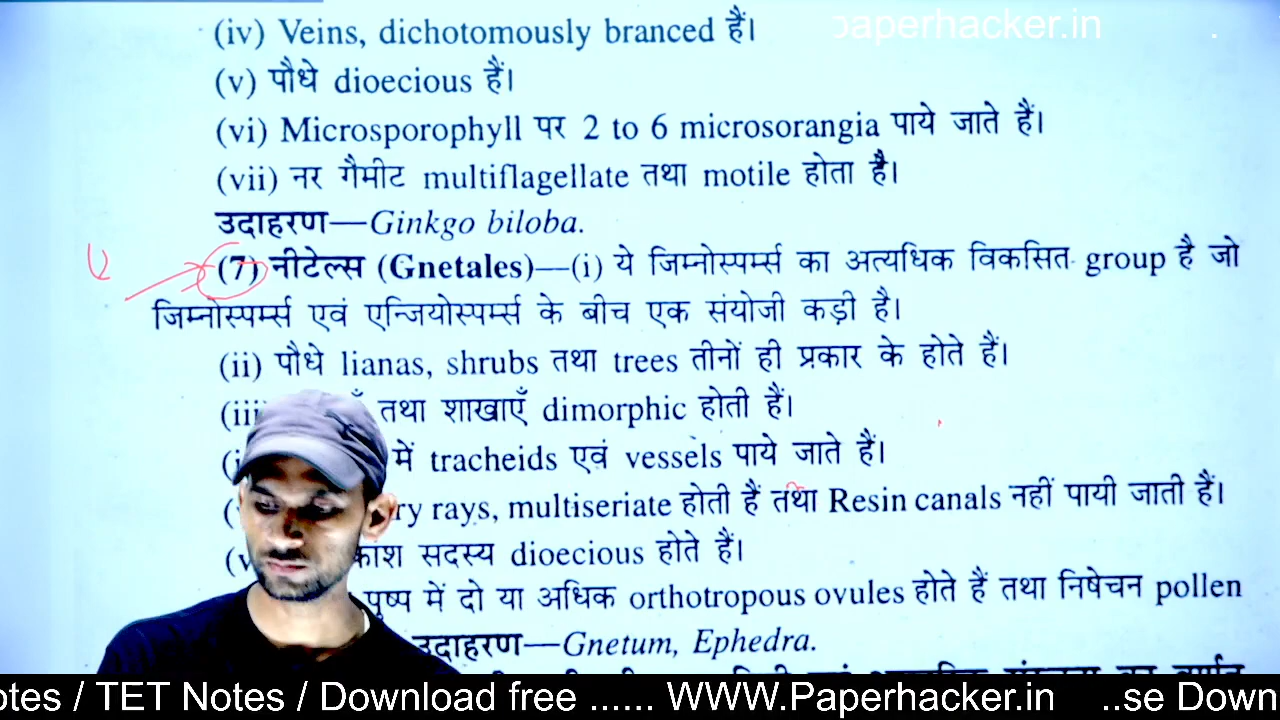 paperhacker.in
(iv) Veins, dichotomously branced हैं।
(v) पौधे dioecious हैं।
(vi) Microsporophyll पर 2 to 6 microsorangia पाये जाते हैं।
(vii) नर गैमीट multiflagellate तथा motile होता है।
उदाहरण—Ginkgo biloba.
(7) नीटेल्स (Gnetales)—(i) ये जिम्नोस्पर्म्स का अत्यधिक विकसित group है जो
जिम्नोस्पर्म्स एवं एन्जियोस्पर्म्स के बीच एक संयोजी कड़ी है।
(ii) पौधे lianas, shrubs तथा trees तीनों ही प्रकार के होते हैं।
तथा शाखाएँ dimorphic होती हैं।
में tracheids एवं vessels पाये जाते हैं।
rays, multiseriate होती हैं तथा Resin canals नहीं पायी जाती हैं।
सदस्य dioecious होते हैं।
पुष्प में दो या अधिक orthotropous ovules होते हैं तथा निषेचन pollen
उदाहरण—Gnetum, Ephedra.
otes / TET Notes / Download free ...... WWW.Paperhacker.in ..se Down